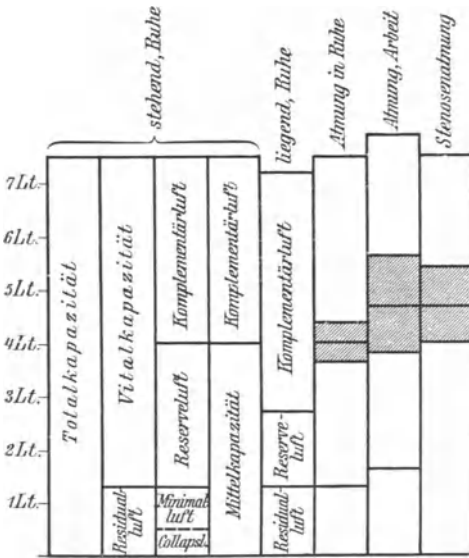 stehend, Ruhe
liegend, Ruhe
Atmung in Ruhe
Atmung, Arbeit
Stenosenatmung
7Lt.
6Lt.
5Lt.
4Lt.
3Lt.
2Lt.
1Lt.
Totalkapazität
Vitalkapazität
Residual-
luft
Komplementärluft
Reserveluft
Minimal-
luft
Collapsl.
Komplementärluft
Mittelkapazität
Komplementärluft
Reserve-
luft
Residual-
luft